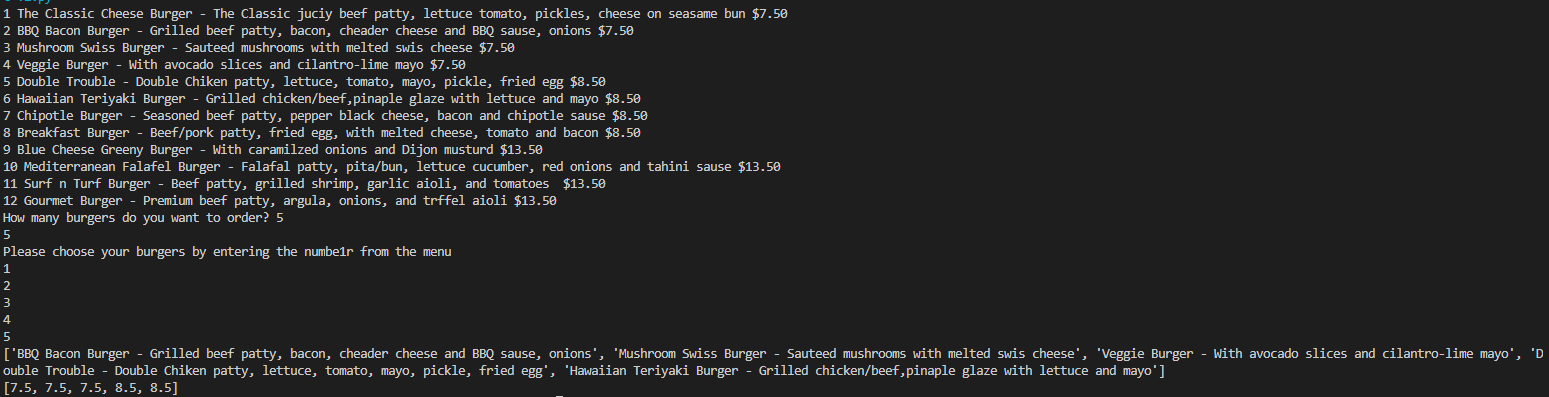 1 The Classic Cheese Burger - The Classic juciy beef patty, lettuce tomato, pickles, cheese on seasame bun $7.50
2 BBQ Bacon Burger - Grilled beef patty, bacon, cheader cheese and BBQ sause, onions $7.50
3 Mushroom Swiss Burger - Sauteed mushrooms with melted swis cheese $7.50
4 Veggie Burger - With avocado slices and cilantro-lime mayo $7.50
5 Double Trouble - Double Chiken patty, lettuce, tomato, mayo, pickle, fried egg $8.50
6 Hawaiian Teriyaki Burger - Grilled chicken/beef,pinaple glaze with lettuce and mayo $8.50
7 Chipotle Burger - Seasoned beef patty, pepper black cheese, bacon and chipotle sause $8.50
8 Breakfast Burger - Beef/pork patty, fried egg, with melted cheese, tomato and bacon $8.50
9 Blue Cheese Greeny Burger - With caramilzed onions and Dijon musturd $13.50
10 Mediterranean Falafel Burger - Falafal patty, pita/bun, lettuce cucumber, red onions and tahini sause $13.50
11 Surf n Turf Burger - Beef patty, grilled shrimp, garlic aioli, and tomatoes  $13.50
12 Gourmet Burger - Premium beef patty, argula, onions, and trffel aioli $13.50
How many burgers do you want to order? 5
5
Please choose your burgers by entering the numbe1r from the menu
1
2
3
4
5
['BBQ Bacon Burger - Grilled beef patty, bacon, cheader cheese and BBQ sause, onions', 'Mushroom Swiss Burger - Sauteed mushrooms with melted swis cheese', 'Veggie Burger - With avocado slices and cilantro-lime mayo', 'D
ouble Trouble - Double Chiken patty, lettuce, tomato, mayo, pickle, fried egg', 'Hawaiian Teriyaki Burger - Grilled chicken/beef,pinaple glaze with lettuce and mayo']
[7.5, 7.5, 7.5, 8.5, 8.5]